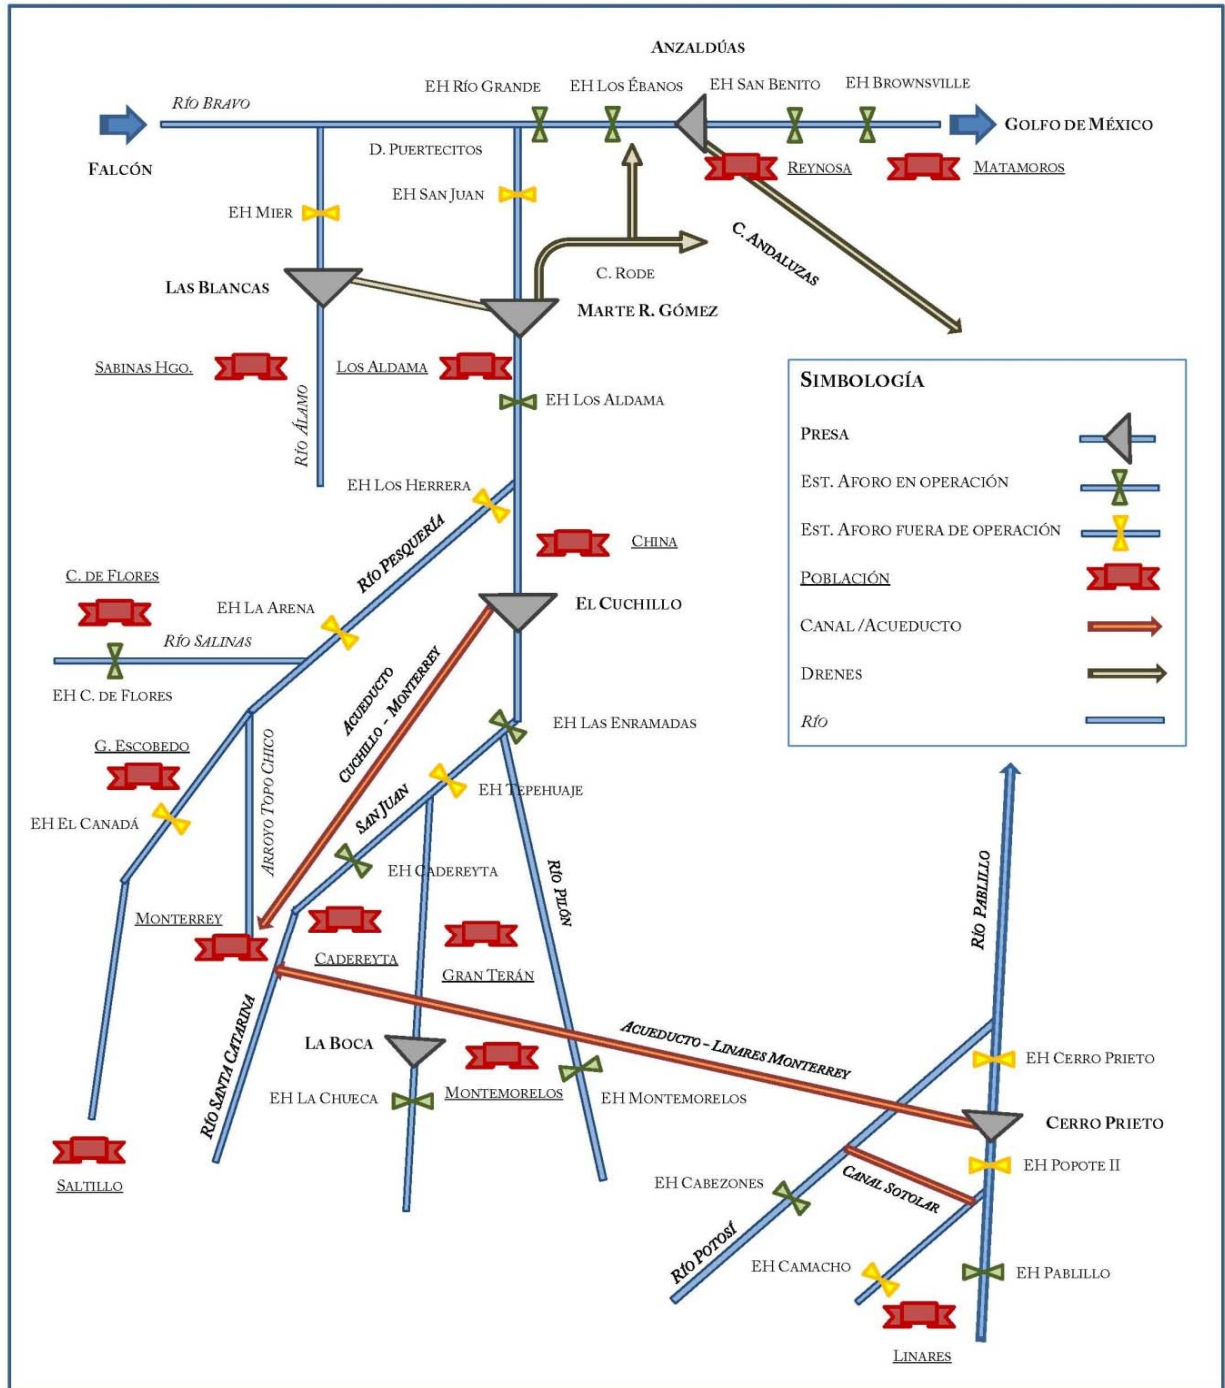 ANZALDÚAS
EH RÍO GRANDE
EH LOS ÉBANOS
EH SAN BENITO
EH BROWNSVILLE
RÍO BRAVO
GOLFO DE MÉXICO
FALCÓN
D. PUERTECITOS
REYNOSA
MATAMOROS
EH SAN JUAN
EH MIER
C. ANDALUZAS
C. RODE
LAS BLANCAS
MARTE R. GÓMEZ
SABINAS HGO.
LOS ALDAMA
EH LOS ALDAMA
RÍO ÁLAMO
SIMBOLOGÍA
PRESA
EST. AFORO EN OPERACIÓN
EST. AFORO FUERA DE OPERACIÓN
POBLACIÓN
CANAL /ACUEDUCTO
DRENES
RÍO
EH LOS HERRERA
RÍO PESQUERÍA
CHINA
C. DE FLORES
EH LA ARENA
EL CUCHILLO
RÍO SALINAS
EH C. DE FLORES
ACUEDUCTO
CUCHILLO - MONTERREY
EH LAS ENRAMADAS
G. ESCOBEDO
ARROYO TOPO CHICO
EH TEPEHUAJE
SAN JUAN
EH EL CANADÁ
EH CADEREYTA
RÍO PILÓN
RÍO PABLILLO
MONTERREY
CADEREYTA
GRAN TERÁN
RÍO SANTA CATARINA
LA BOCA
ACUEDUCTO - LINARES MONTERREY
EH CERRO PRIETO
EH LA CHUECA
MONTEMORELOS
EH MONTEMORELOS
CERRO PRIETO
SALTILLO
EH CABEZONES
CANAL SOTOLAR
EH POPOTE II
RÍO POTOSÍ
EH CAMACHO
EH PABLILLO
LINARES